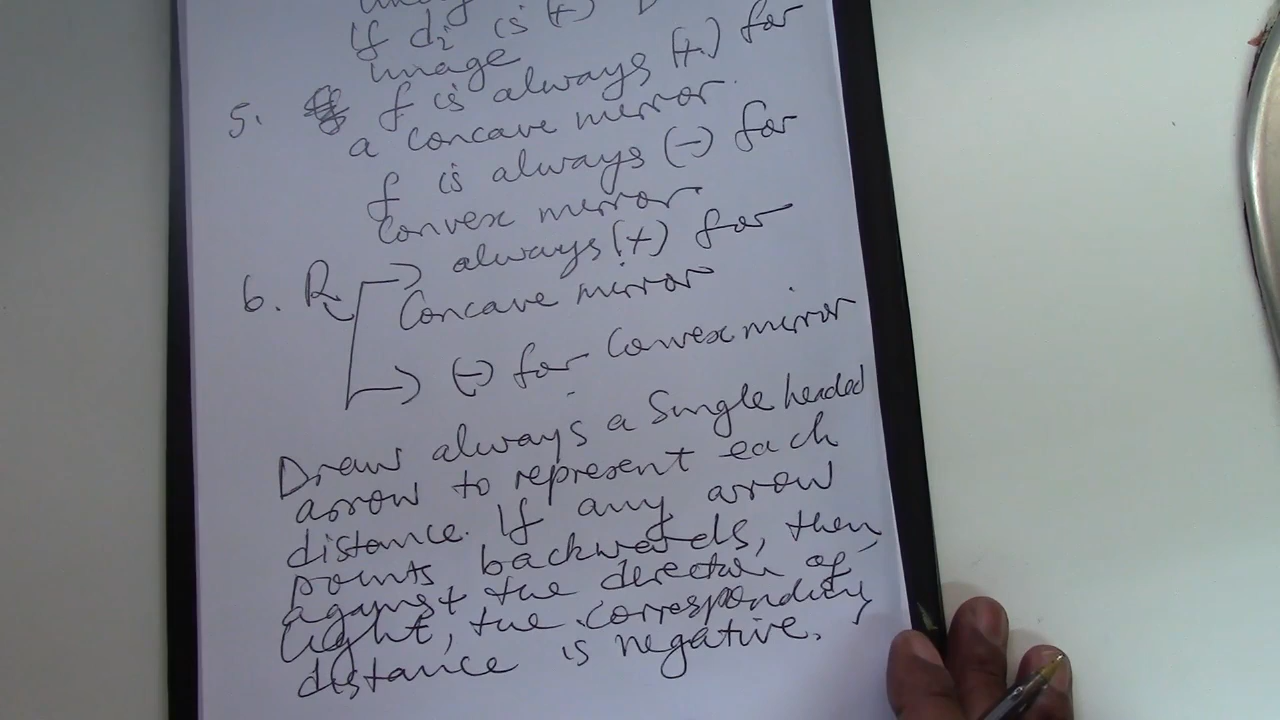 If di is (+)
image
5. f is always (+) for
a concave mirror.
f is always (-) for
Convex mirror
6. R → always (+) for
Concave mirror
→ (-) for Convex mirror
Draw always a Single headed
arrow to represent each
distance. If any arrow
points backwards, then,
against the direction of
light, the corresponding
distance is negative.